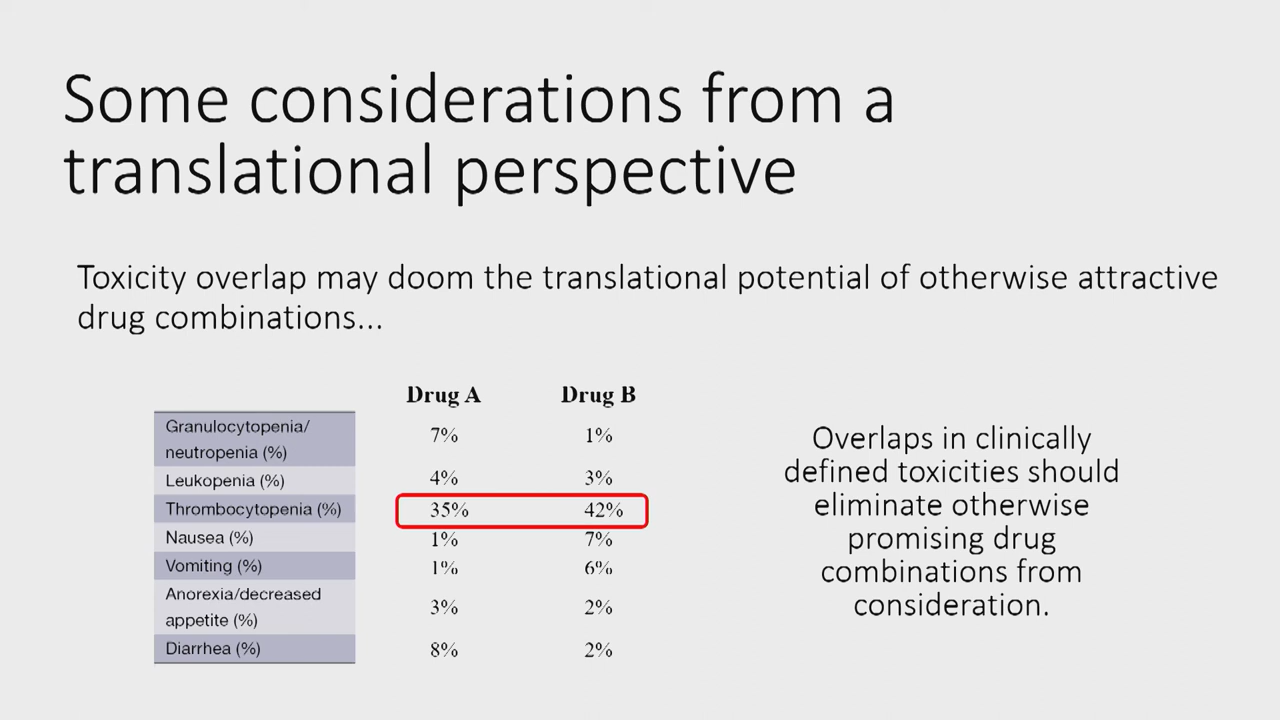 Some considerations from a
translational perspective
Toxicity overlap may doom the translational potential of otherwise attractive
drug combinations...
Drug A Drug B
Granulocytopenia/
neutropenia (%) 7% 1%
Leukopenia (%) 4% 3%
Thrombocytopenia (%) 35% 42%
Nausea (%) 1% 7%
Vomiting (%) 1% 6%
Anorexia/decreased
appetite (%) 3% 2%
Diarrhea (%) 8% 2%
Overlaps in clinically
defined toxicities should
eliminate otherwise
promising drug
combinations from
consideration.